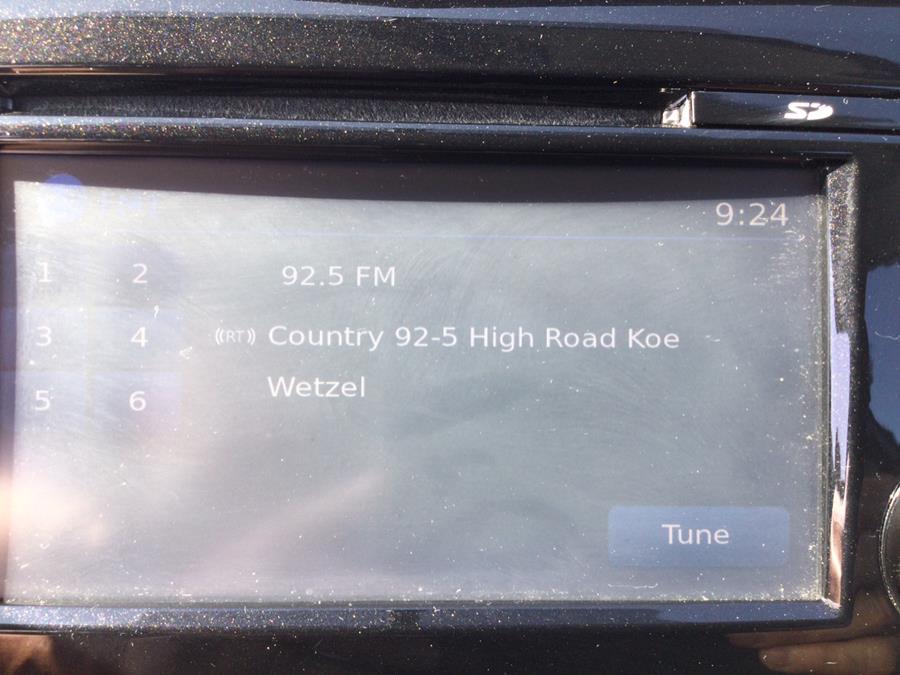 SD
9:24
1 2
92.5 FM
3 4
((RT)) Country 92-5 High Road Koe
Wetzel
5 6
Tune